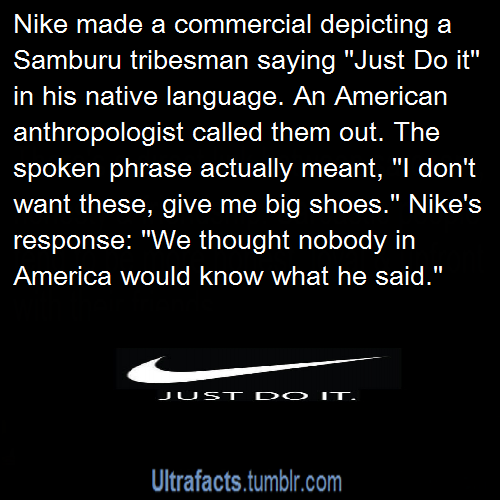 Nike made a commercial depicting a
Samburu tribesman saying "Just Do it"
in his native language. An American
anthropologist called them out. The
spoken phrase actually meant, "I don't
want these, give me big shoes." Nike's
response: "We thought nobody in
America would know what he said."
JUST DO IT.
Ultrafacts.tumblr.com